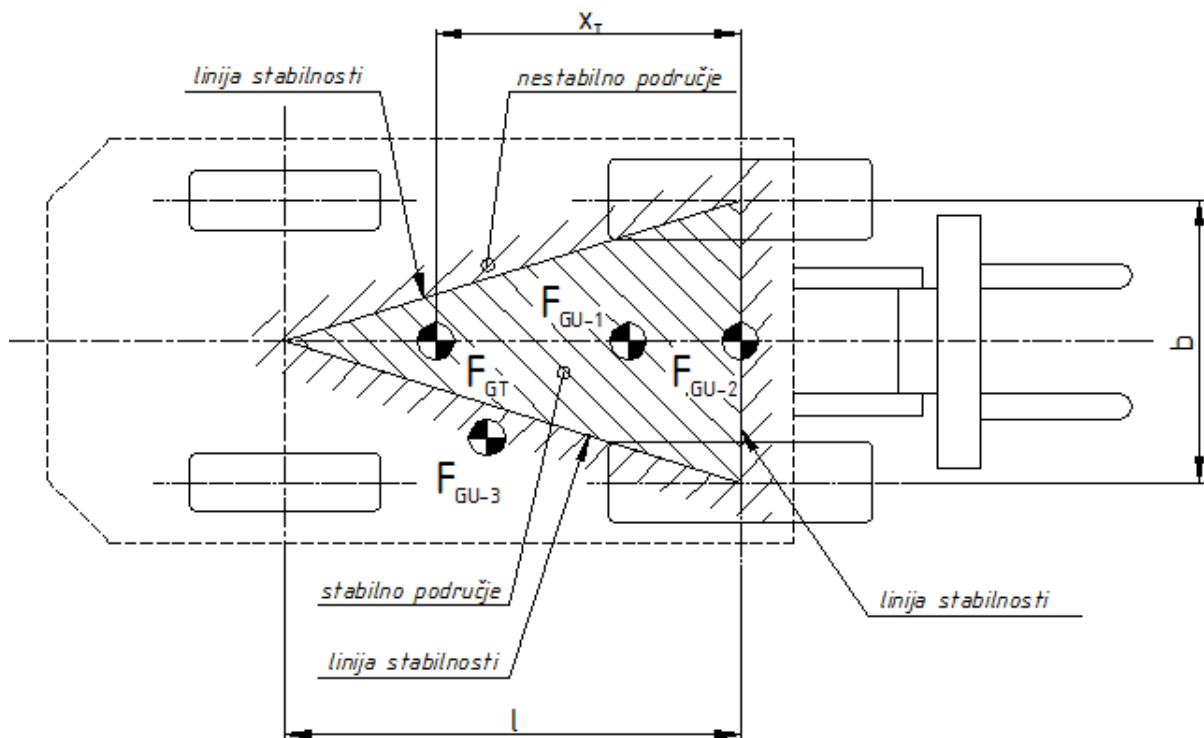 x_T
linija stabilnosti
nestabilno područje
F_GU-1
F_GT
F_GU-2
b
F_GU-3
stabilno područje
linija stabilnosti
linija stabilnosti
l